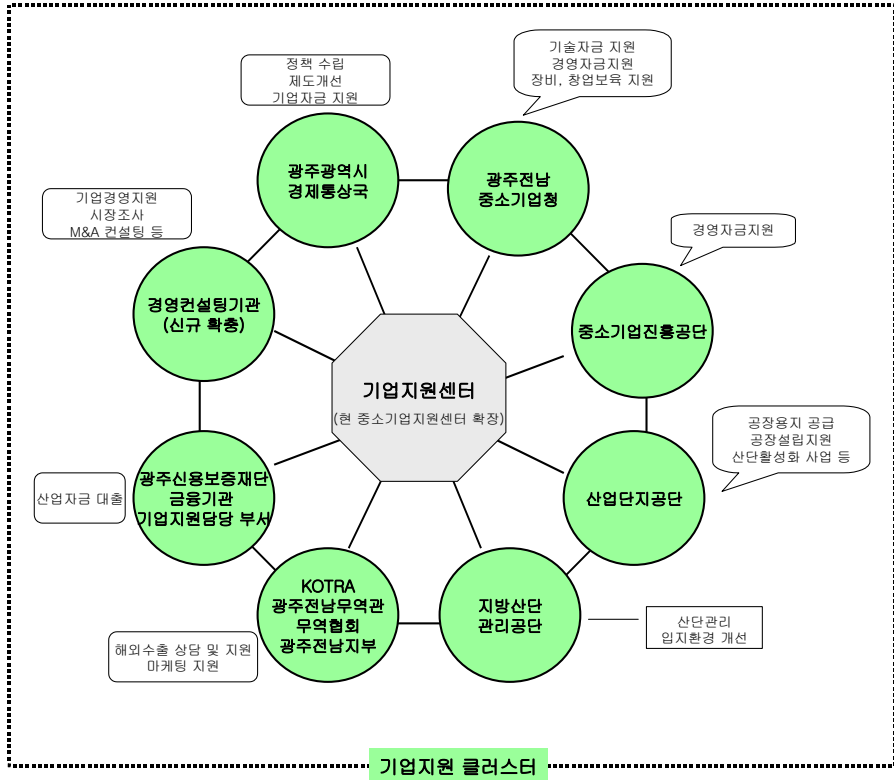 정책 수립
제도개선
기업자금 지원
기술자금 지원
경영자금지원
장비, 창업보육 지원
광주광역시
경제통상국
광주전남
중소기업청
기업경영지원
시장조사
M&A 컨설팅 등
경영자금지원
경영컨설팅기관
(신규 확충)
중소기업진흥공단
기업지원센터
(현 중소기업지원센터 확장)
공장용지 공급
공장설립지원
산단활성화 사업 등
산업자금 대출
광주신용보증재단
금융기관
기업지원담당 부서
산업단지공단
KOTRA
광주전남무역관
무역협회
광주전남지부
지방산단
관리공단
산단관리
입지환경 개선
해외수출 상담 및 지원
마케팅 지원
기업지원 클러스터